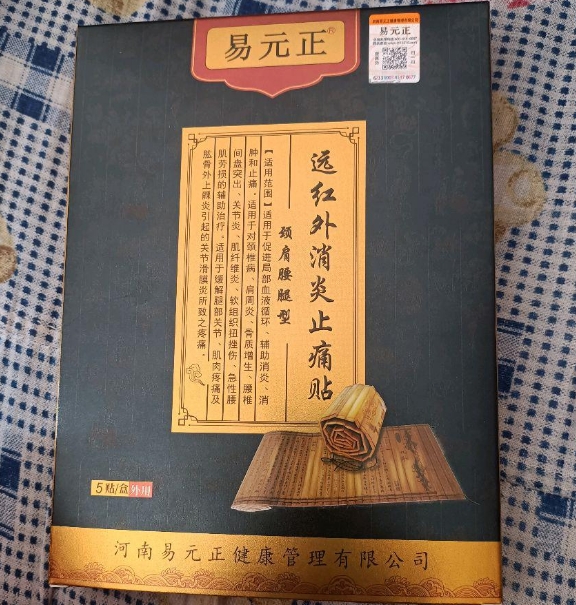 易元正®
易元正
远红外消炎止痛贴
颈肩腰腿型
【适用范围】适用于促进局部血液循环、辅助消炎、消
肿和止痛。适用于对颈椎病、肩周炎、骨质增生、腰椎
间盘突出、关节炎、肌纤维炎、软组织扭挫伤、急性腰
肌劳损的辅助治疗。适用于缓解腿部关节、肌肉疼痛及
肱骨外上髁炎引起的关节滑膜炎所致之疼痛。
5贴/盒 外用
河南易元正健康管理有限公司